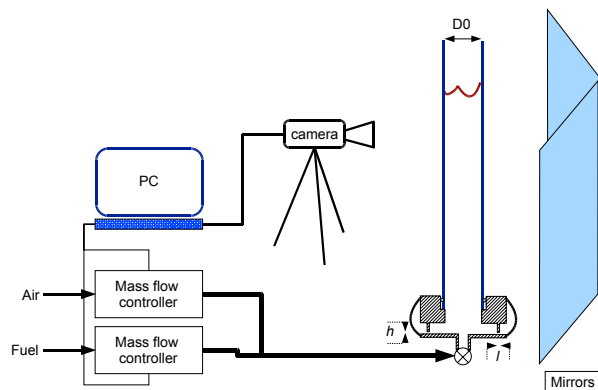 D0
camera
PC
Air
Mass flow
controller
Fuel
Mass flow
controller
h
l
Mirrors